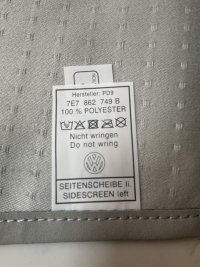 Hersteller: PD9
7E7 862 749 B
100 % POLYESTER
Nicht wringen
Do not wring
SEITENSCHEIBE li.
SIDESCREEN left